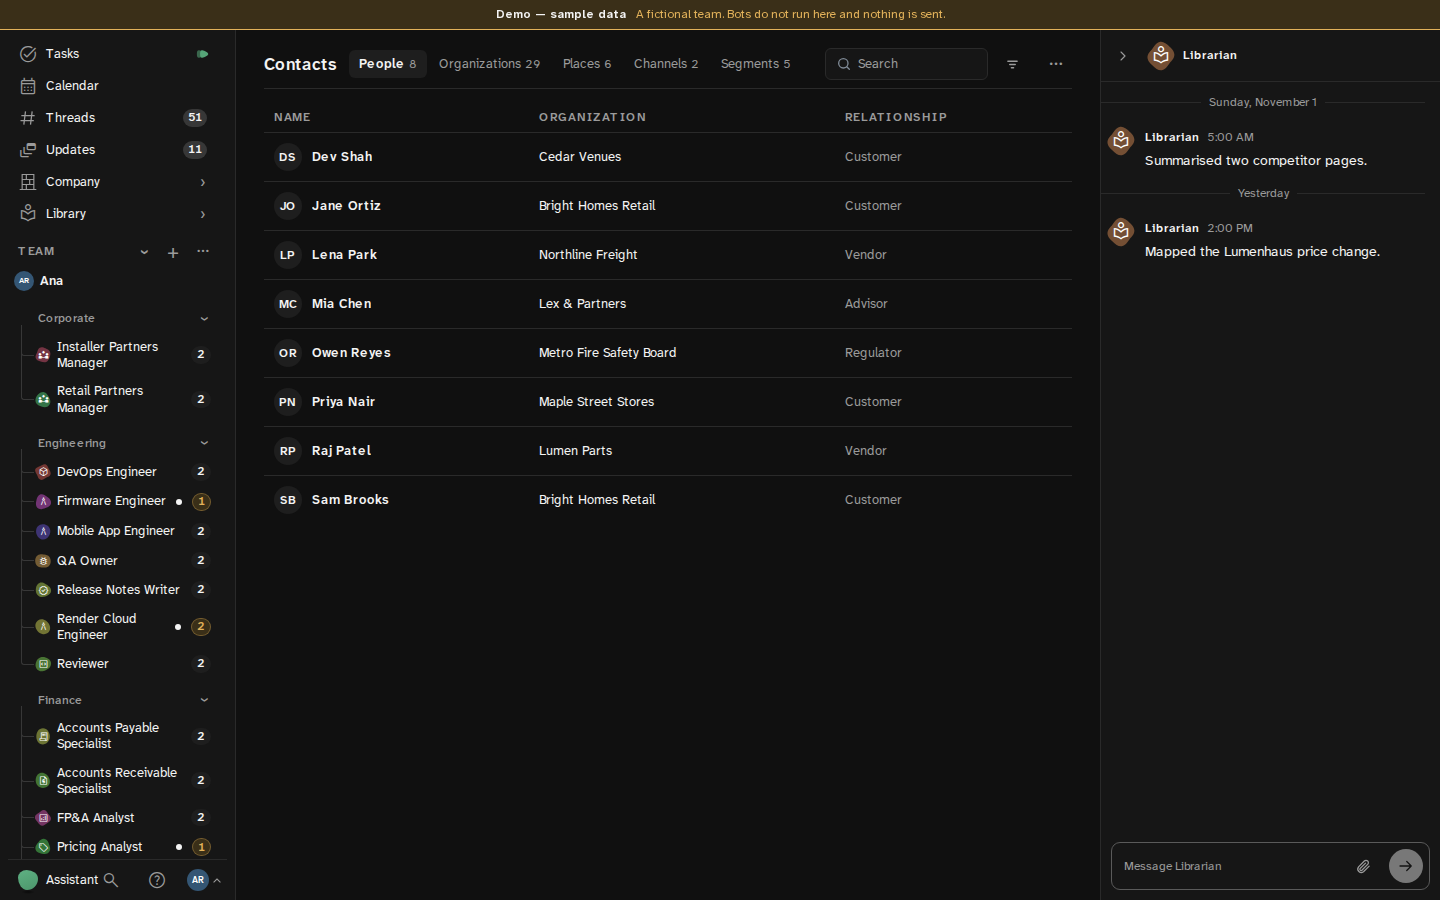 Demo — sample data A fictional team. Bots do not run here and nothing is sent.
Tasks
Calendar
Threads 51
Updates 11
Company
Library
TEAM
AR Ana
Corporate
Installer Partners
Manager 2
Retail Partners
Manager 2
Engineering
DevOps Engineer 2
Firmware Engineer 1
Mobile App Engineer 2
QA Owner 2
Release Notes Writer 2
Render Cloud
Engineer 2
Reviewer 2
Finance
Accounts Payable
Specialist 2
Accounts Receivable
Specialist 2
FP&A Analyst 2
Pricing Analyst 1
Assistant AR
Contacts People 8 Organizations 29 Places 6 Channels 2 Segments 5 Search
NAME ORGANIZATION RELATIONSHIP
DS Dev Shah Cedar Venues Customer
JO Jane Ortiz Bright Homes Retail Customer
LP Lena Park Northline Freight Vendor
MC Mia Chen Lex & Partners Advisor
OR Owen Reyes Metro Fire Safety Board Regulator
PN Priya Nair Maple Street Stores Customer
RP Raj Patel Lumen Parts Vendor
SB Sam Brooks Bright Homes Retail Customer
Librarian
Sunday, November 1
Librarian 5:00 AM
Summarised two competitor pages.
Yesterday
Librarian 2:00 PM
Mapped the Lumenhaus price change.
Message Librarian